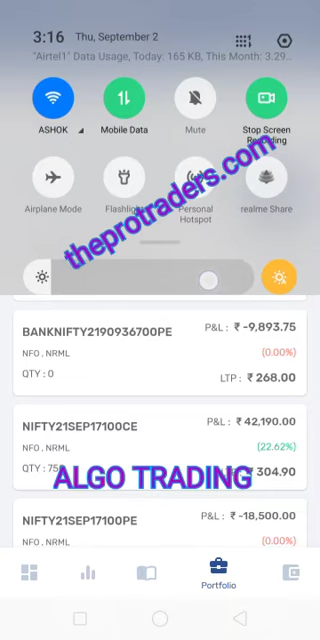 3:16 Thu, September 2
"Airtel1" Data Usage, Today: 165 KB, This Month: 3.29...
ASHOK Mobile Data Mute Stop Screen Recording
theprotraders.com
Airplane Mode Flashlight Personal Hotspot realme Share
BANKNIFTY2190936700PE P&L : ₹ -9,893.75
NFO , NRML (0.00%)
QTY : 0 LTP : ₹ 268.00
NIFTY21SEP17100CE P&L : ₹ 42,190.00
NFO , NRML (22.62%)
QTY : 750 ₹ 304.90
ALGO TRADING
NIFTY21SEP17100PE P&L : ₹ -18,500.00
NFO , NRML (0.00%)
Portfolio